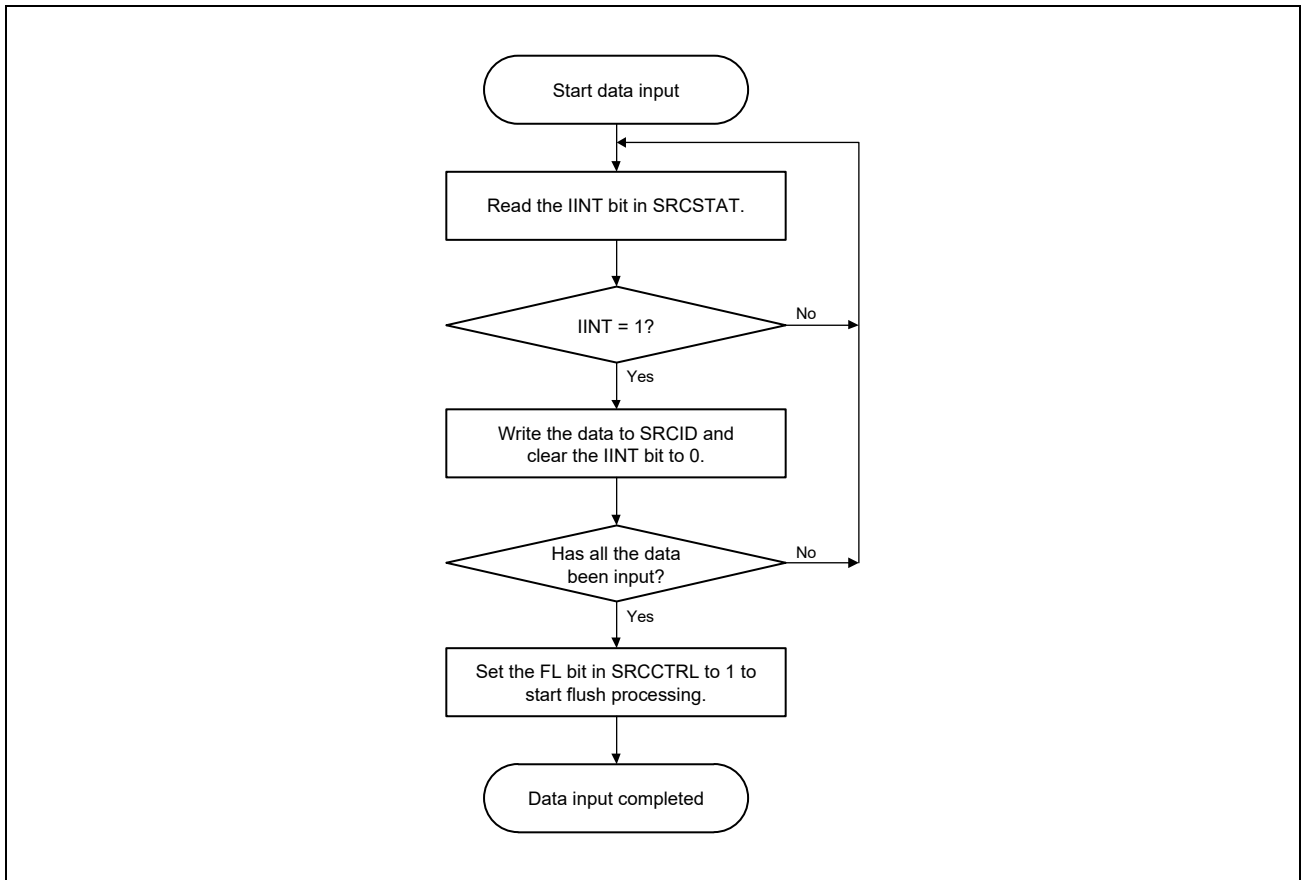 Start data input
Read the IINT bit in SRCSTAT.
IINT = 1?
No
Yes
Write the data to SRCID and
clear the IINT bit to 0.
Has all the data
been input?
No
Yes
Set the FL bit in SRCCTRL to 1 to
start flush processing.
Data input completed